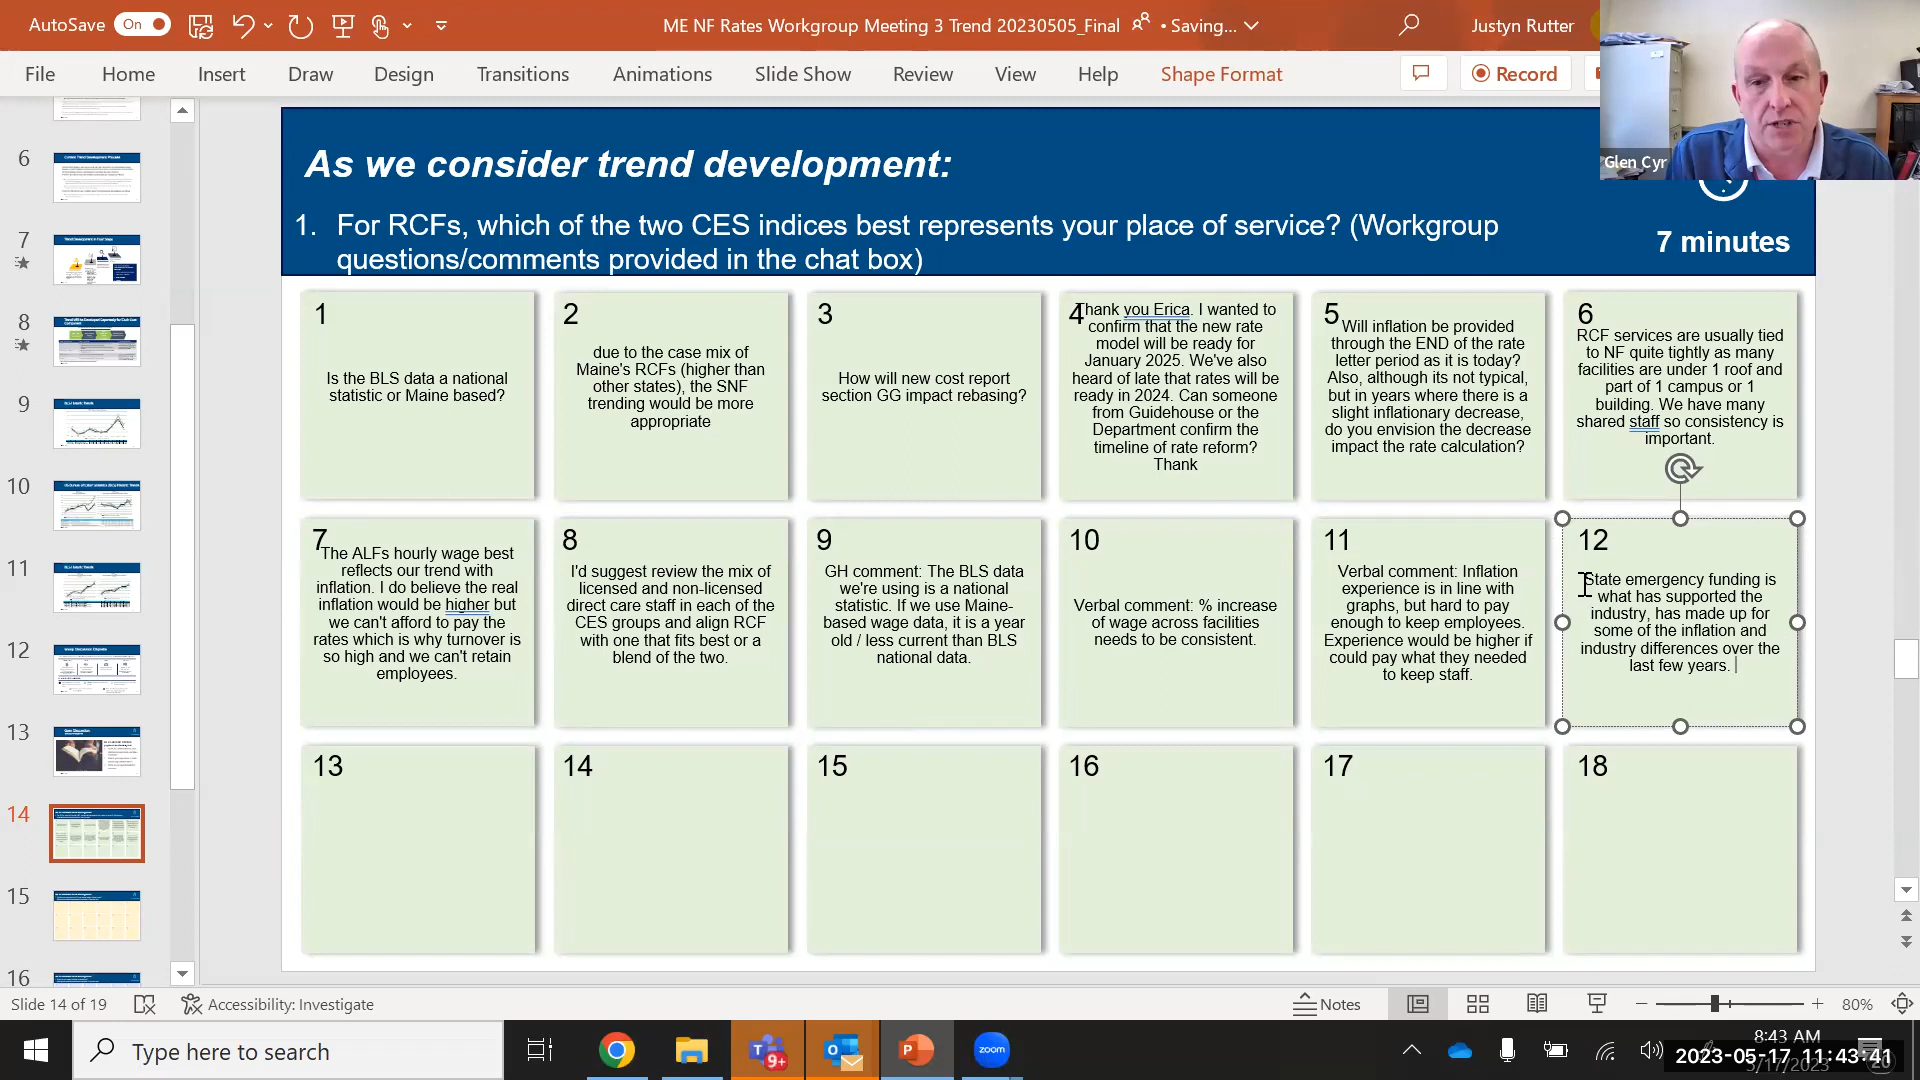 AutoSave On
ME NF Rates Workgroup Meeting 3 Trend 20230505_Final • Saving...
Justyn Rutter
File Home Insert Draw Design Transitions Animations Slide Show Review View Help Shape Format
Record
Glen Cyr
As we consider trend development:
1. For RCFs, which of the two CES indices best represents your place of service? (Workgroup
questions/comments provided in the chat box)
7 minutes
1
Is the BLS data a national
statistic or Maine based?
2
due to the case mix of
Maine's RCFs (higher than
other states), the SNF
trending would be more
appropriate
3
How will new cost report
section GG impact rebasing?
4
Thank you Erica. I wanted to
confirm that the new rate
model will be ready for
January 2025. We've also
heard of late that rates will be
ready in 2024. Can someone
from Guidehouse or the
Department confirm the
timeline of rate reform?
Thank
5
Will inflation be provided
through the END of the rate
letter period as it is today?
Also, although its not typical,
but in years where there is a
slight inflationary decrease,
do you envision the decrease
impact the rate calculation?
6
RCF services are usually tied
to NF quite tightly as many
facilities are under 1 roof and
part of 1 campus or 1
building. We have many
shared staff so consistency is
important.
7
The ALFs hourly wage best
reflects our trend with
inflation. I do believe the real
inflation would be higher but
we can't afford to pay the
rates which is why turnover is
so high and we can't retain
employees.
8
I'd suggest review the mix of
licensed and non-licensed
direct care staff in each of the
CES groups and align RCF
with one that fits best or a
blend of the two.
9
GH comment: The BLS data
we're using is a national
statistic. If we use Maine-
based wage data, it is a year
old / less current than BLS
national data.
10
Verbal comment: % increase
of wage across facilities
needs to be consistent.
11
Verbal comment: Inflation
experience is in line with
graphs, but hard to pay
enough to keep employees.
Experience would be higher if
could pay what they needed
to keep staff.
12
State emergency funding is
what has supported the
industry, has made up for
some of the inflation and
industry differences over the
last few years.
13
14
15
16
17
18
6
7
8
9
10
11
12
13
14
15
16
Slide 14 of 19
Accessibility: Investigate
Notes
80%
Type here to search
9+
zoom
8:43 AM
2023-05-17 11:43:41
5/17/2023
20